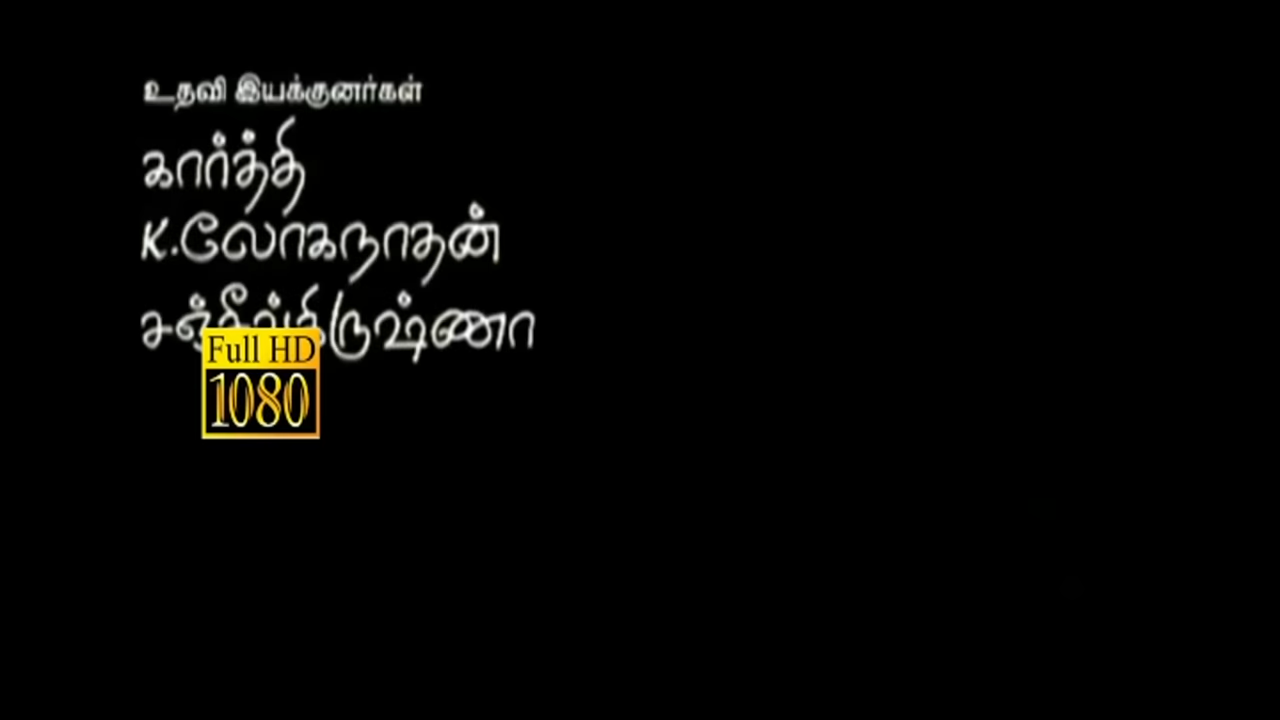 உதவி இயக்குனர்கள்
கார்த்தி
K.லோகநாதன்
சஞ்சீவ்கிருஷ்ணா
Full HD
1080